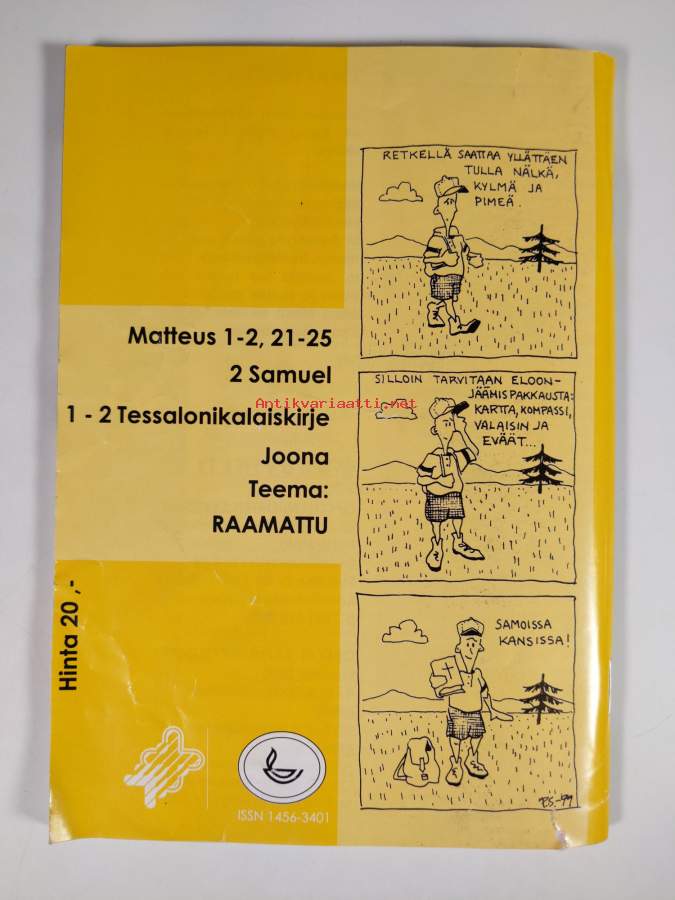 Matteus 1-2, 21-25
2 Samuel
1 - 2 Tessalonikalaiskirje
Joona
Teema:
RAAMATTU
Hinta 20 ,-
ISSN 1456-3401
RETKELLÄ SAATTAA YLLÄTTÄEN
TULLA NÄLKÄ,
KYLMÄ JA
PIMEÄ.
SILLOIN TARVITAAN ELOON-
JÄÄMISPAKKAUSTA:
KARTTA, KOMPASSI,
VALAISIN JA
EVÄÄT...
SAMOISSA
KANSISSA!
Antikvariaatti.net